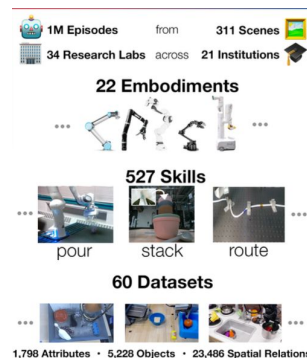 1M Episodes from 311 Scenes
34 Research Labs across 21 Institutions
22 Embodiments
527 Skills
pour stack route
60 Datasets
1,798 Attributes • 5,228 Objects • 23,486 Spatial Relations